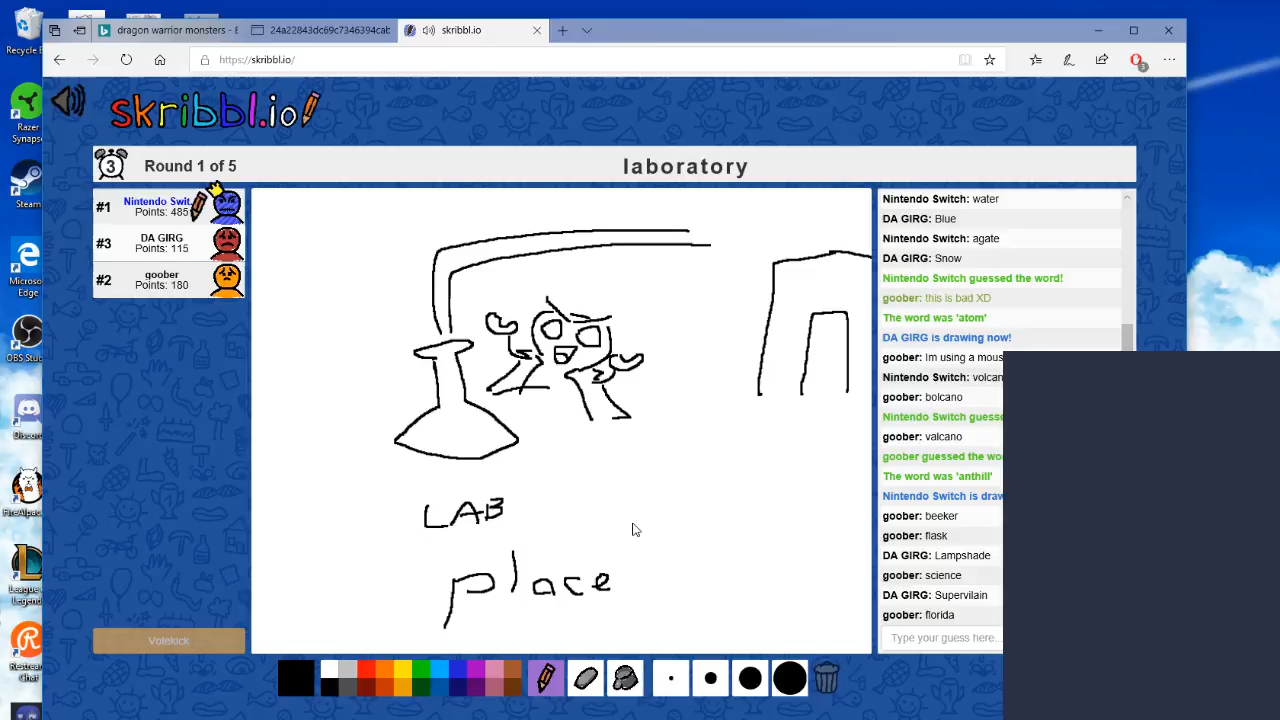 Recycle B
dragon warrior monsters - E
24a22843dc69c7346394cab
skribbl.io
https://skribbl.io/
5
Razer
Synapse
skribbl.io
3
Round 1 of 5
laboratory
#1
Nintendo Swit...
Points: 485
#3
DA GIRG
Points: 115
#2
goober
Points: 180
Steam
Microsof
Edge
OBS Stud
Discord
FireAlpac
League o
Legend
Restrea
Chat
LAB
place
Nintendo Switch: water
DA GIRG: Blue
Nintendo Switch: agate
DA GIRG: Snow
Nintendo Switch guessed the word!
goober: this is bad XD
The word was 'atom'
DA GIRG is drawing now!
goober: Im using a mous
Nintendo Switch: volcan
goober: bolcano
Nintendo Switch guesse
goober: valcano
goober guessed the wo
The word was 'anthill'
Nintendo Switch is draw
goober: beeker
goober: flask
DA GIRG: Lampshade
goober: science
DA GIRG: Supervilain
goober: florida
Type your guess here...
Votekick